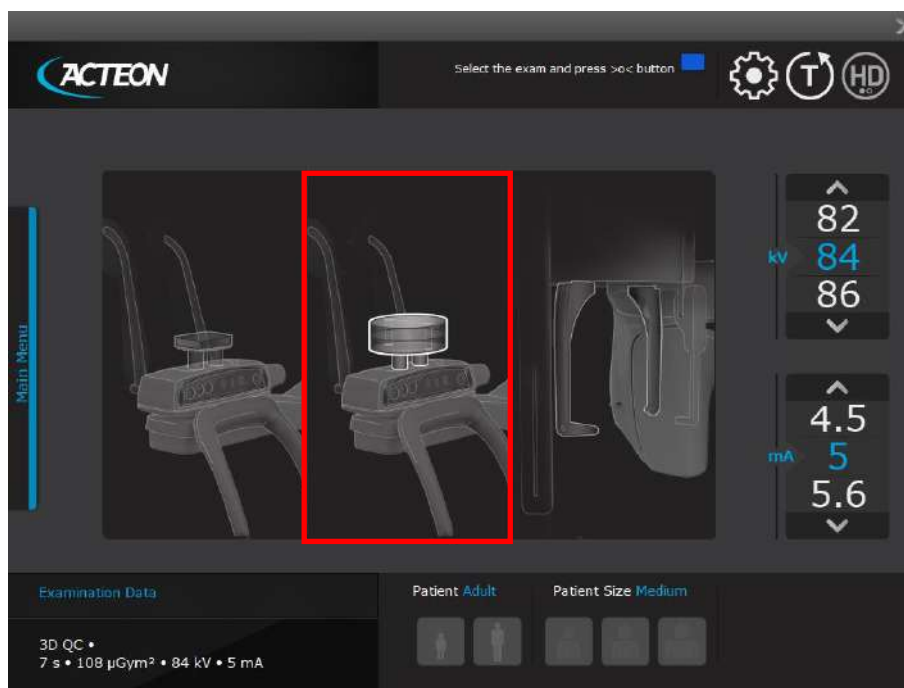 ACTEON
Select the exam and press >o< button
T
HD
Main Menu
82
kV 84
86
4.5
mA 5
5.6
Examination Data
Patient Adult
Patient Size Medium
3D QC •
7 s • 108 µGym² • 84 kV • 5 mA